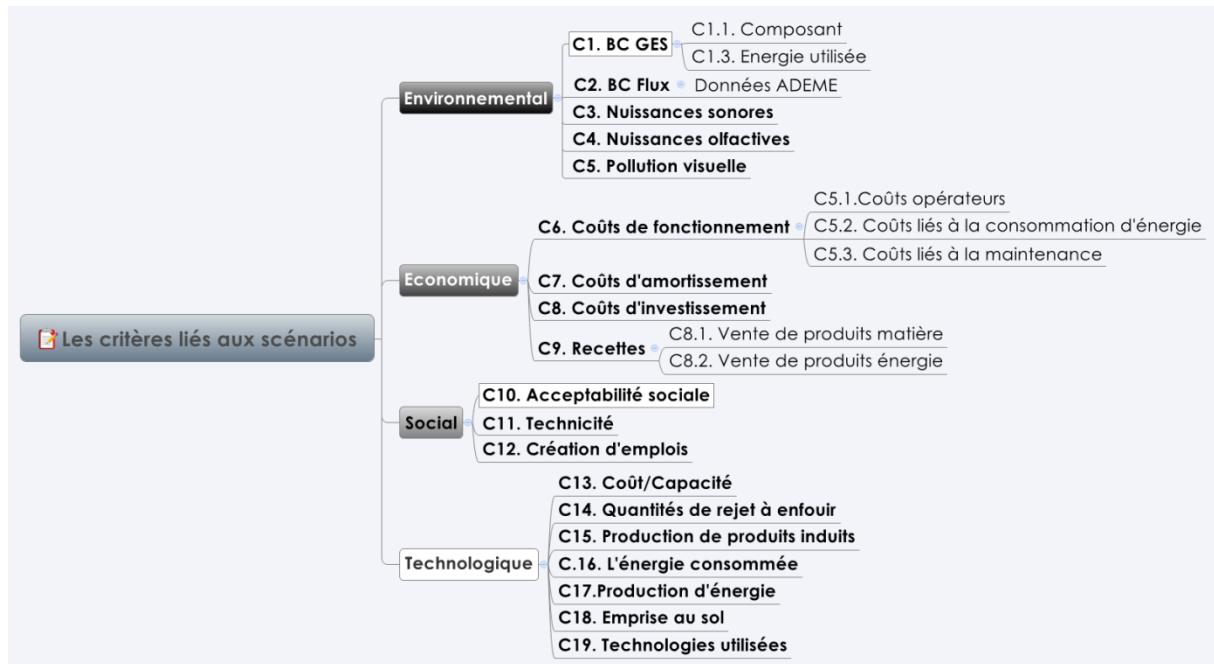 Les critères liés aux scénarios
Environnemental
C1. BC GES
C1.1. Composant
C1.3. Energie utilisée
C2. BC Flux
Données ADEME
C3. Nuissances sonores
C4. Nuissances olfactives
C5. Pollution visuelle
Economique
C6. Coûts de fonctionnement
C5.1.Coûts opérateurs
C5.2. Coûts liés à la consommation d'énergie
C5.3. Coûts liés à la maintenance
C7. Coûts d'amortissement
C8. Coûts d'investissement
C9. Recettes
C8.1. Vente de produits matière
C8.2. Vente de produits énergie
Social
C10. Acceptabilité sociale
C11. Technicité
C12. Création d'emplois
Technologique
C13. Coût/Capacité
C14. Quantités de rejet à enfouir
C15. Production de produits induits
C.16. L'énergie consommée
C17.Production d'énergie
C18. Emprise au sol
C19. Technologies utilisées